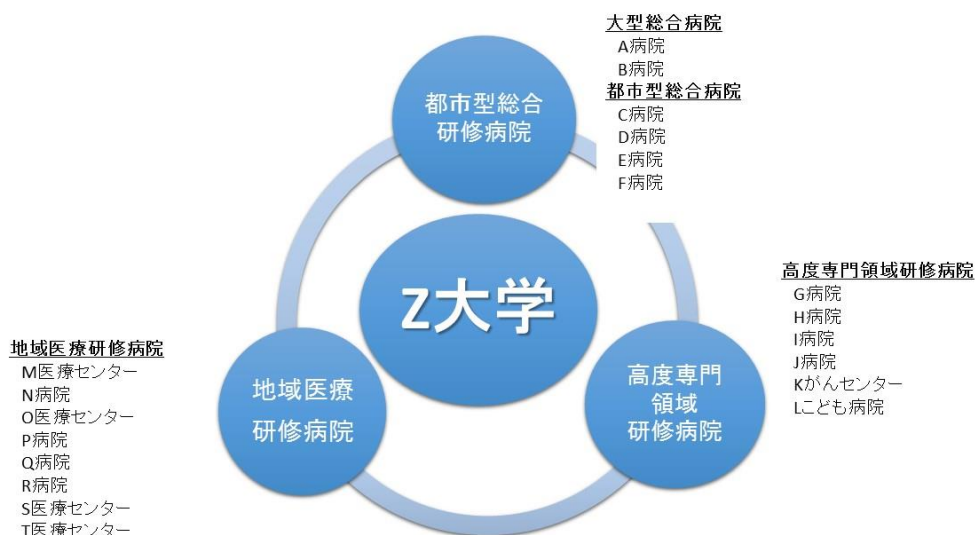 大型総合病院
A病院
B病院
都市型総合病院
C病院
D病院
E病院
F病院
都市型総合
研修病院
Z大学
高度専門領域研修病院
G病院
H病院
I病院
J病院
Kがんセンター
Lこども病院
高度専門
領域
研修病院
地域医療
研修病院
地域医療研修病院
M医療センター
N病院
O医療センター
P病院
Q病院
R病院
S医療センター
T医療センター